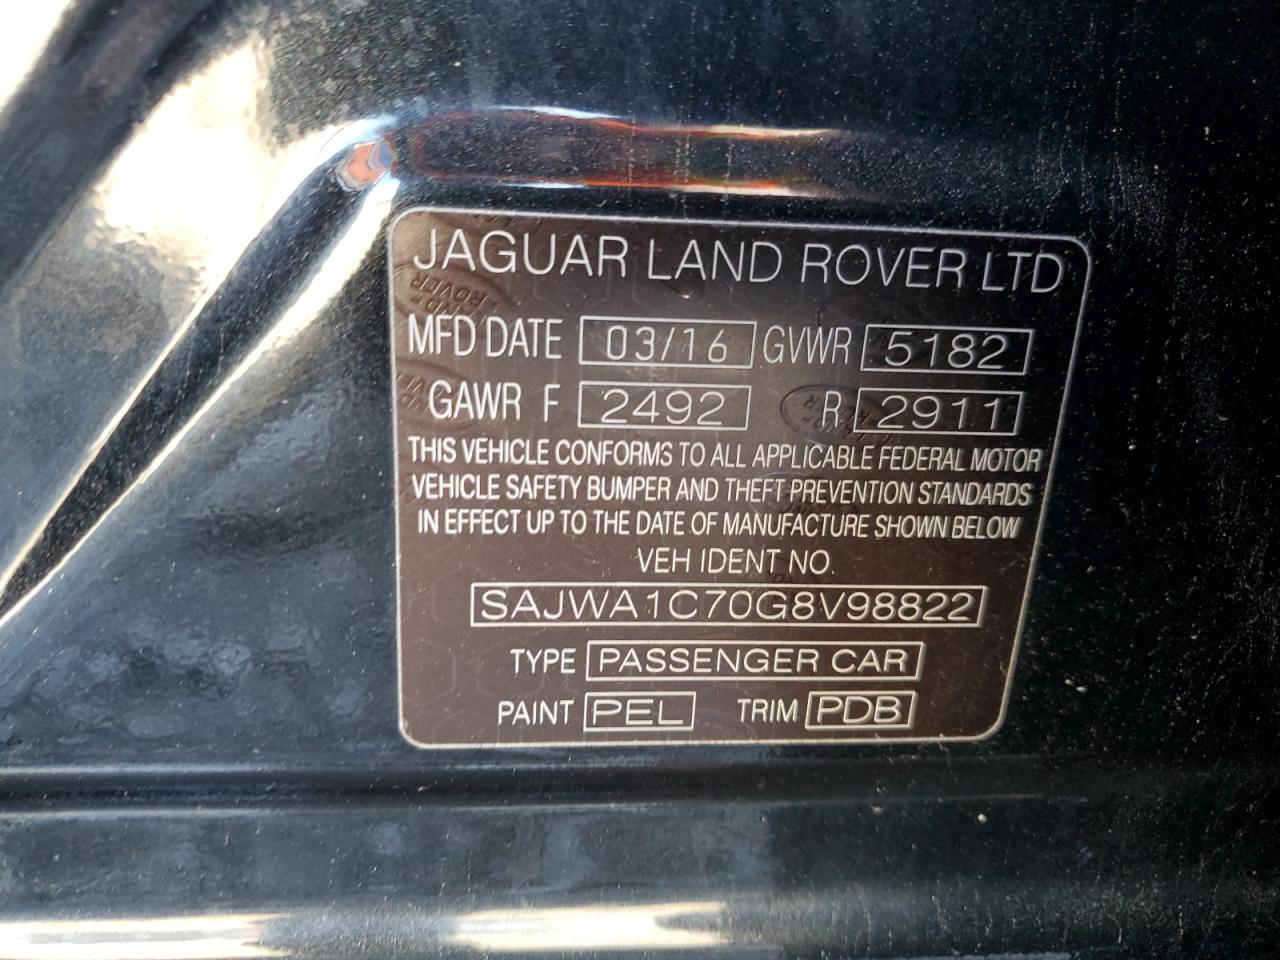 JAGUAR LAND ROVER LTD
MFD DATE 03/16 GVWR 5182
GAWR F 2492 R 2911
THIS VEHICLE CONFORMS TO ALL APPLICABLE FEDERAL MOTOR
VEHICLE SAFETY BUMPER AND THEFT PREVENTION STANDARDS
IN EFFECT UP TO THE DATE OF MANUFACTURE SHOWN BELOW
VEH IDENT NO.
SAJWA1C70G8V98822
TYPE PASSENGER CAR
PAINT PEL TRIM PDB